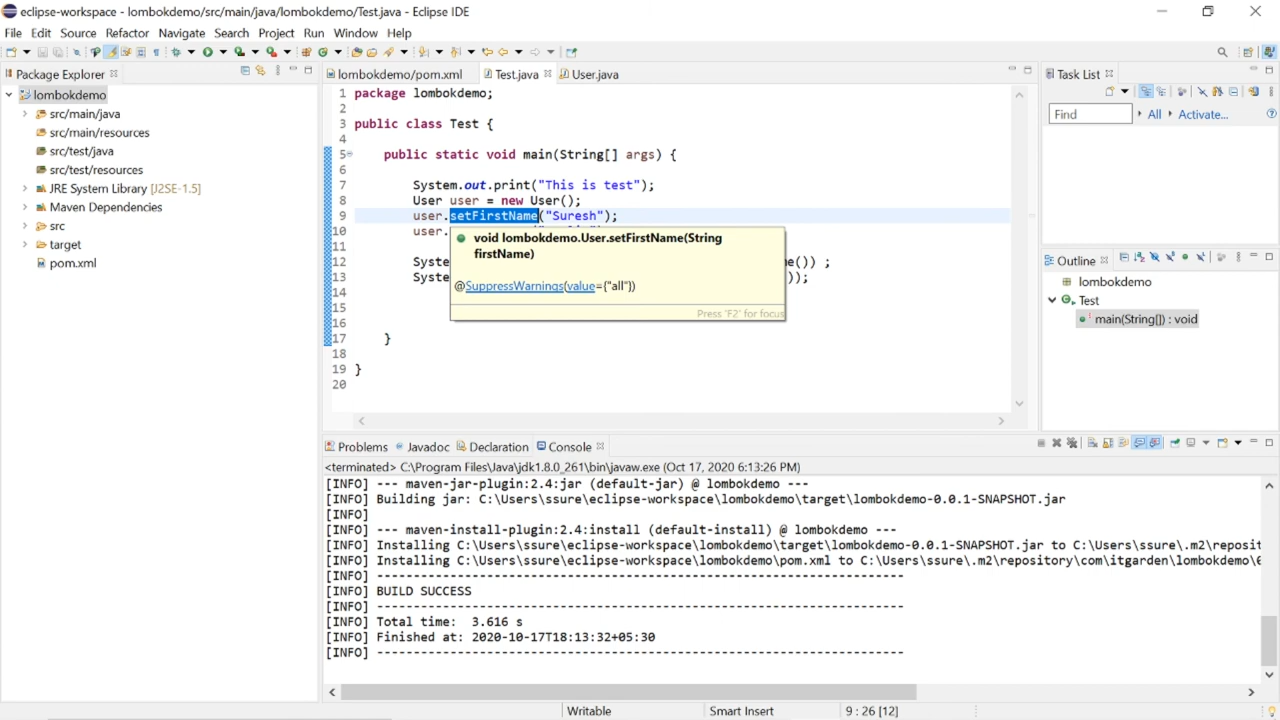 eclipse-workspace - lombokdemo/src/main/java/lombokdemo/Test.java - Eclipse IDE
File Edit Source Refactor Navigate Search Project Run Window Help
Package Explorer
lombokdemo
src/main/java
src/main/resources
src/test/java
src/test/resources
JRE System Library [J2SE-1.5]
Maven Dependencies
src
target
pom.xml
lombokdemo/pom.xml Test.java User.java
1 package lombokdemo;
2
3 public class Test {
4
5 public static void main(String[] args) {
6
7 System.out.print("This is test");
8 User user = new User();
9 user.setFirstName("Suresh");
10 user.
11
12 Syste me()) ;
13 Syst ));
14
15
16
17 }
18
19 }
20
void lombokdemo.User.setFirstName(String
firstName)
@SuppressWarnings(value={"all"})
Press 'F2' for focus
Task List
Find All Activate...
Outline
lombokdemo
Test
main(String[]) : void
Problems Javadoc Declaration Console
<terminated> C:\Program Files\Java\jdk1.8.0_261\bin\javaw.exe (Oct 17, 2020 6:13:26 PM)
[INFO] --- maven-jar-plugin:2.4:jar (default-jar) @ lombokdemo ---
[INFO] Building jar: C:\Users\ssure\eclipse-workspace\lombokdemo\target\lombokdemo-0.0.1-SNAPSHOT.jar
[INFO]
[INFO] --- maven-install-plugin:2.4:install (default-install) @ lombokdemo ---
[INFO] Installing C:\Users\ssure\eclipse-workspace\lombokdemo\target\lombokdemo-0.0.1-SNAPSHOT.jar to C:\Users\ssure\.m2\reposit
[INFO] Installing C:\Users\ssure\eclipse-workspace\lombokdemo\pom.xml to C:\Users\ssure\.m2\repository\com\itgarden\lombokdemo\
[INFO] ------------------------------------------------------------------------
[INFO] BUILD SUCCESS
[INFO] ------------------------------------------------------------------------
[INFO] Total time:  3.616 s
[INFO] Finished at: 2020-10-17T18:13:32+05:30
[INFO] ------------------------------------------------------------------------
Writable Smart Insert 9 : 26 [12]